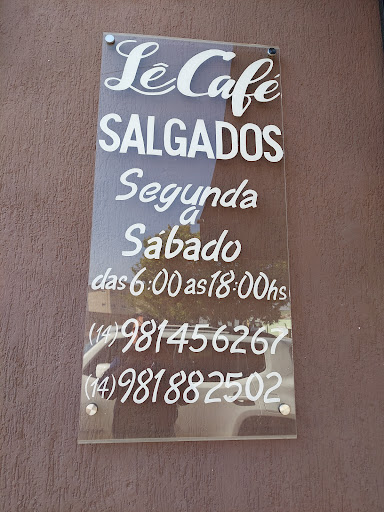 Lê Café
SALGADOS
Segunda
a
Sábado
das 6:00 as 18:00hs
(14) 981456267
(14) 981882502